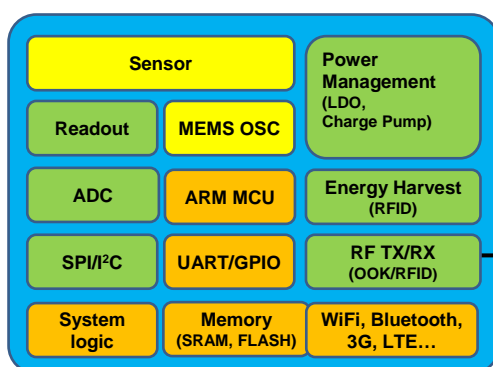 Sensor
Power
Management
(LDO,
Charge Pump)
Readout
MEMS OSC
ADC
ARM MCU
Energy Harvest
(RFID)
SPI/I²C
UART/GPIO
RF TX/RX
(OOK/RFID)
System
logic
Memory
(SRAM, FLASH)
WiFi, Bluetooth,
3G, LTE...